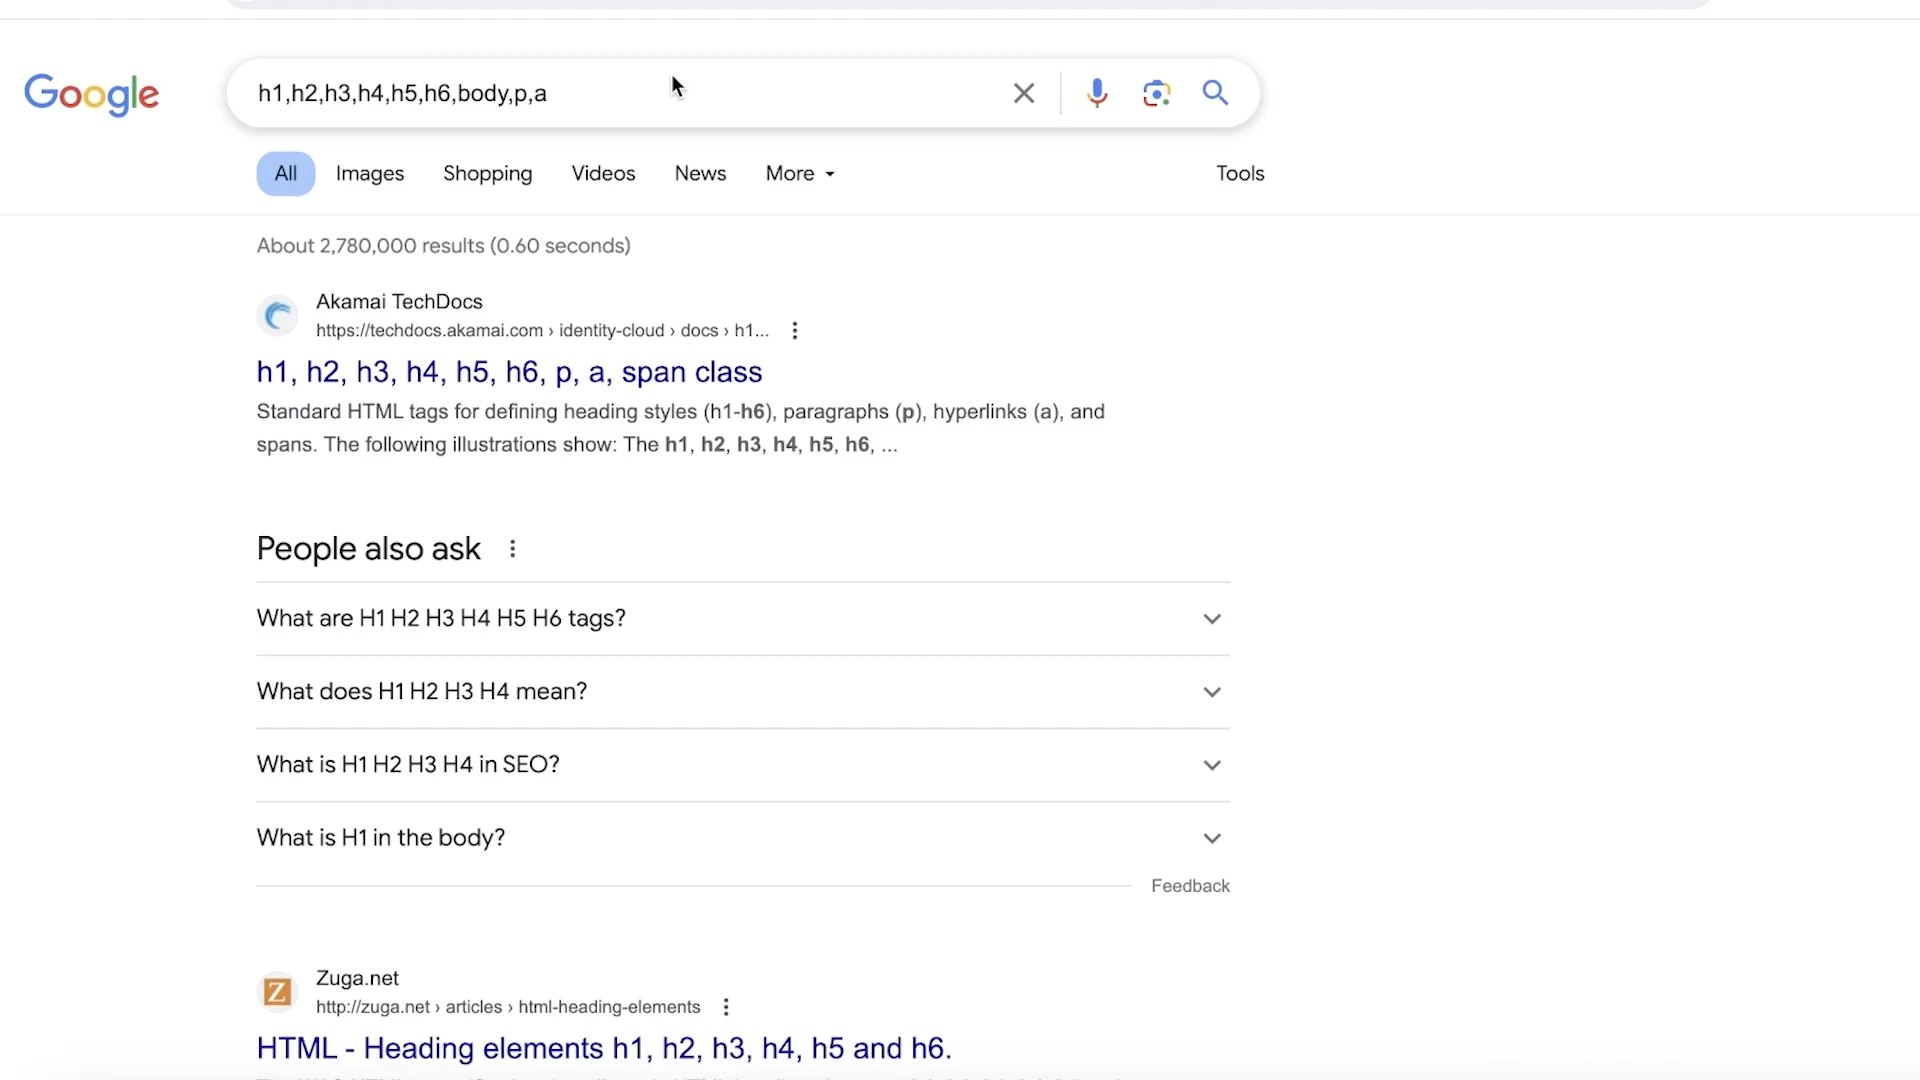 Google
h1,h2,h3,h4,h5,h6,body,p,a
All Images Shopping Videos News More Tools
About 2,780,000 results (0.60 seconds)
Akamai TechDocs
https://techdocs.akamai.com › identity-cloud › docs › h1...
h1, h2, h3, h4, h5, h6, p, a, span class
Standard HTML tags for defining heading styles (h1-h6), paragraphs (p), hyperlinks (a), and
spans. The following illustrations show: The h1, h2, h3, h4, h5, h6, ...
People also ask
What are H1 H2 H3 H4 H5 H6 tags?
What does H1 H2 H3 H4 mean?
What is H1 H2 H3 H4 in SEO?
What is H1 in the body?
Feedback
Z
Zuga.net
http://zuga.net › articles › html-heading-elements
HTML - Heading elements h1, h2, h3, h4, h5 and h6.